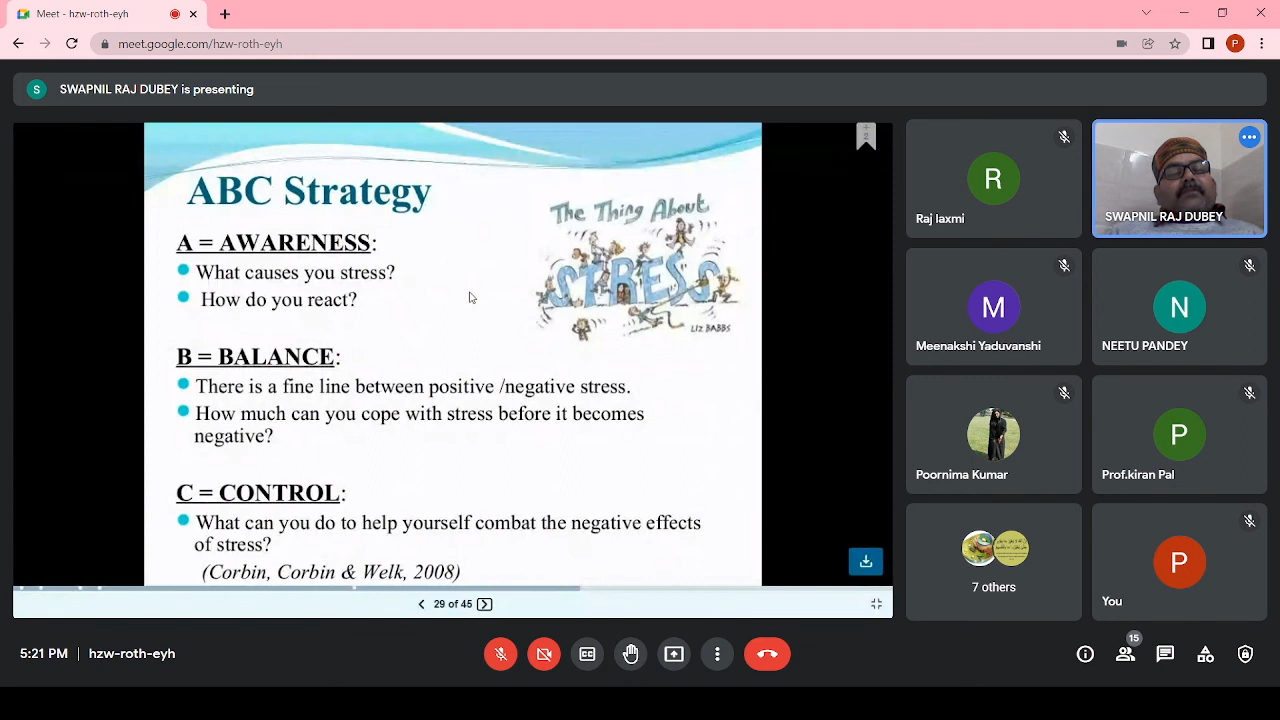 Meet - hzw-roth-eyh
meet.google.com/hzw-roth-eyh
P
S SWAPNIL RAJ DUBEY is presenting
ABC Strategy
The Thing About
STRESS
LIZ BABBS
A = AWARENESS:
What causes you stress?
How do you react?
B = BALANCE:
There is a fine line between positive /negative stress.
How much can you cope with stress before it becomes
negative?
C = CONTROL:
What can you do to help yourself combat the negative effects
of stress?
(Corbin, Corbin & Welk, 2008)
29 of 45
R
Raj laxmi
SWAPNIL RAJ DUBEY
M
Meenakshi Yaduvanshi
N
NEETU PANDEY
Poornima Kumar
P
Prof.kiran Pal
7 others
P
You
5:21 PM | hzw-roth-eyh
15